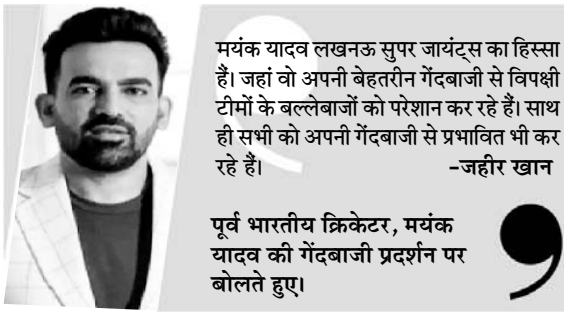 मयंक यादव लखनऊ सुपर जायंट्स का हिस्सा
हैं। जहां वो अपनी बेहतरीन गेंदबाजी से विपक्षी
टीमों के बल्लेबाजों को परेशान कर रहे हैं। साथ
ही सभी को अपनी गेंदबाजी से प्रभावित भी कर
रहे हैं। -जहीर खान
पूर्व भारतीय क्रिकेटर, मयंक
यादव की गेंदबाजी प्रदर्शन पर
बोलते हुए।